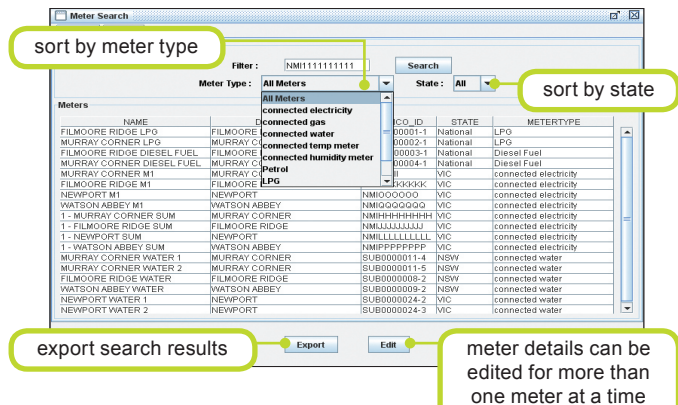 Meter Search
sort by meter type
Filter : NMI1111111111 Search
Meter Type : All Meters State : All
sort by state
All Meters
connected electricity
connected gas
connected water
connected temp meter
connected humidity meter
Petrol
LPG
Meters
NAME STATE METERTYPE
FILMOORE RIDGE LPG FILMOORE National LPG
MURRAY CORNER LPG MURRAY National LPG
FILMOORE RIDGE DIESEL FUEL FILMOORE National Diesel Fuel
MURRAY CORNER DIESEL FUEL MURRAY National Diesel Fuel
MURRAY CORNER M1 MURRAY VIC connected electricity
FILMOORE RIDGE M1 FILMOORE VIC connected electricity
NEWPORT M1 NEWPORT NMIOOOOOO VIC connected electricity
WATSON ABBEY M1 WATSON ABBEY NMIQQQQQQ VIC connected electricity
1 - MURRAY CORNER SUM MURRAY CORNER VIC connected electricity
1 - FILMOORE RIDGE SUM FILMOORE RIDGE VIC connected electricity
1 - NEWPORT SUM NEWPORT VIC connected electricity
1 - WATSON ABBEY SUM WATSON ABBEY VIC connected electricity
MURRAY CORNER WATER 1 MURRAY CORNER SUB0000011-4 NSW connected water
MURRAY CORNER WATER 2 MURRAY CORNER SUB0000011-5 NSW connected water
FILMOORE RIDGE WATER FILMOORE RIDGE SUB0000008-2 NSW connected water
WATSON ABBEY WATER WATSON ABBEY SUB0000009-2 NSW connected water
NEWPORT WATER 1 NEWPORT SUB0000024-2 VIC connected water
NEWPORT WATER 2 NEWPORT SUB0000024-3 VIC connected water
export search results
Export Edit
meter details can be
edited for more than
one meter at a time